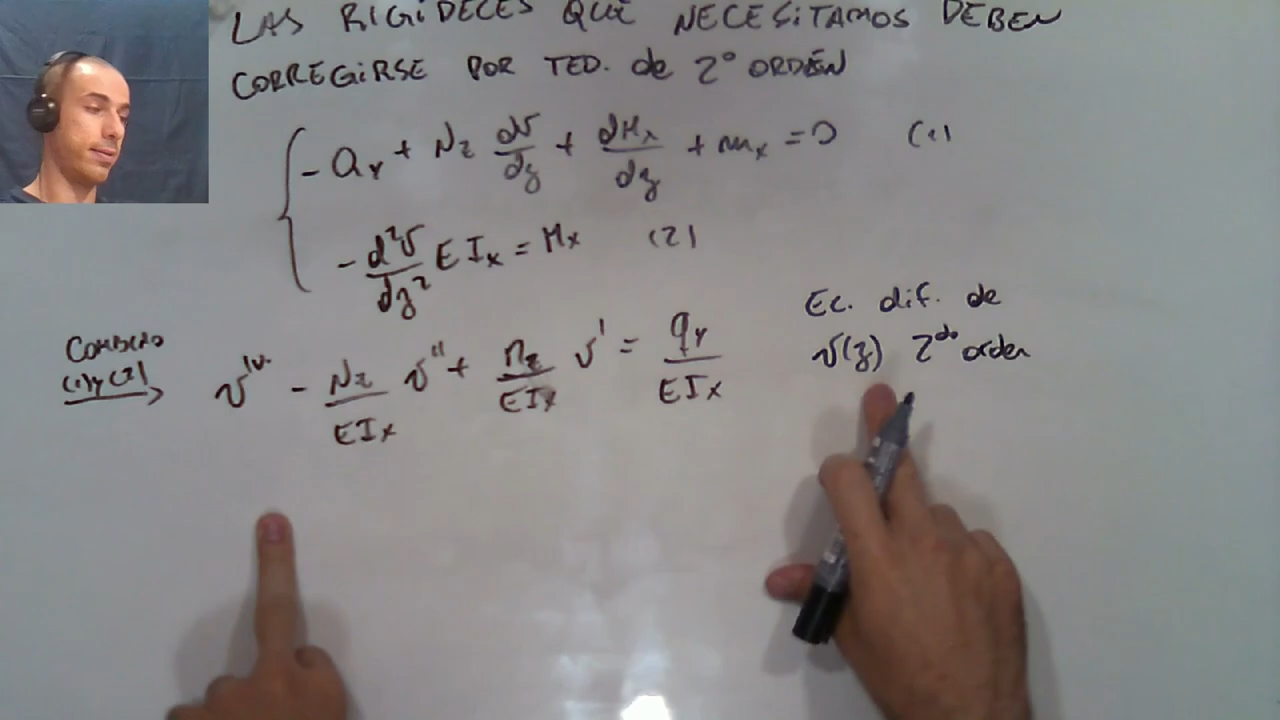 LAS RIGIDECES QUE NECESITAMOS DEBEN
CORREGIRSE POR TEO. de 2° ORDEN
- Qy + Nz dv/dz + dMx/dz + mx = 0 (1)
- d²v/dz² EIx = Mx (2)
COMBINO
(1) y (2)
v^IV - Nz/EIx v'' + nz/EIx v' = qy/EIx
Ec. dif. de
v(z) 2do orden